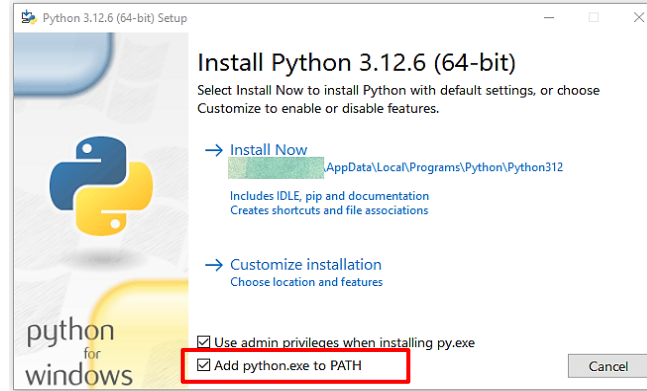 Python 3.12.6 (64-bit) Setup
Install Python 3.12.6 (64-bit)
Select Install Now to install Python with default settings, or choose
Customize to enable or disable features.
Install Now
\AppData\Local\Programs\Python\Python312
Includes IDLE, pip and documentation
Creates shortcuts and file associations
Customize installation
Choose location and features
python
for
windows
Use admin privileges when installing py.exe
Add python.exe to PATH
Cancel